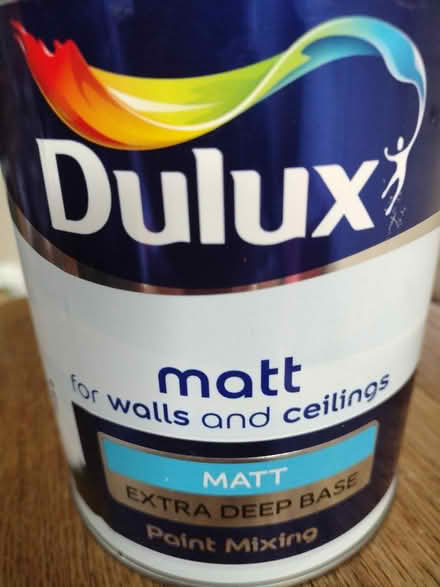 Dulux
matt
for walls and ceilings
MATT
EXTRA DEEP BASE
Paint Mixing